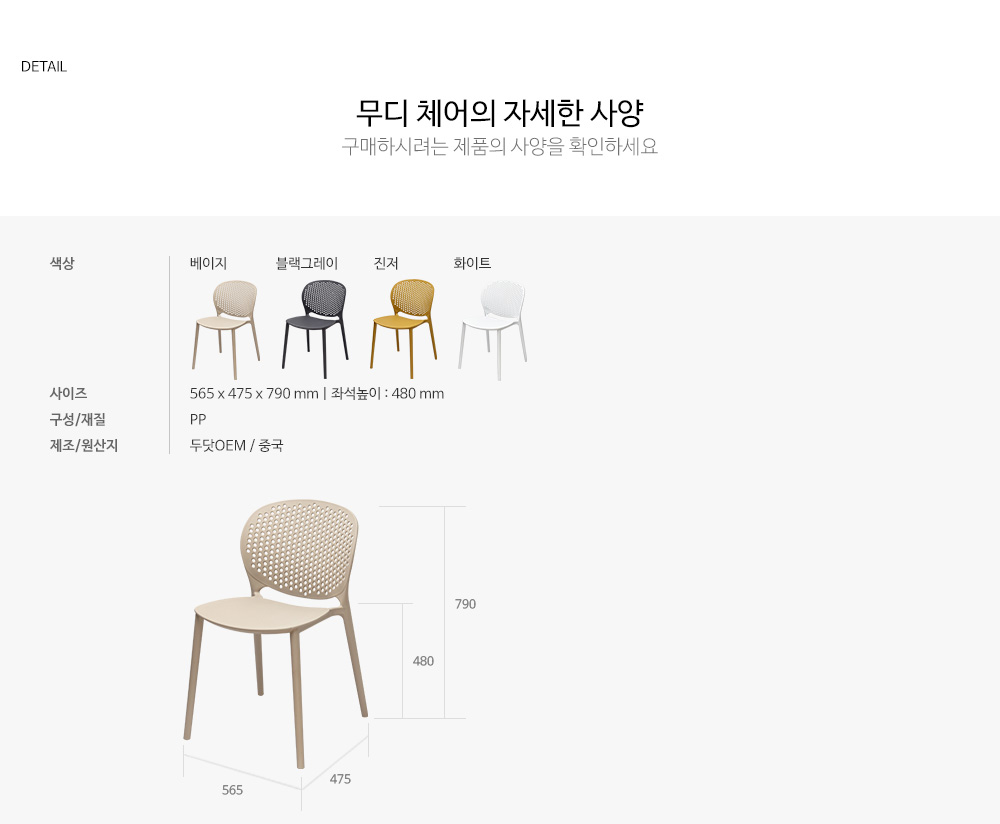 DETAIL
무디 체어의 자세한 사양
구매하시려는 제품의 사양을 확인하세요
색상 베이지 블랙그레이 진저 화이트
사이즈 565 x 475 x 790 mm | 좌석높이 : 480 mm
구성/재질 PP
제조/원산지 두닷OEM / 중국
790
480
475
565